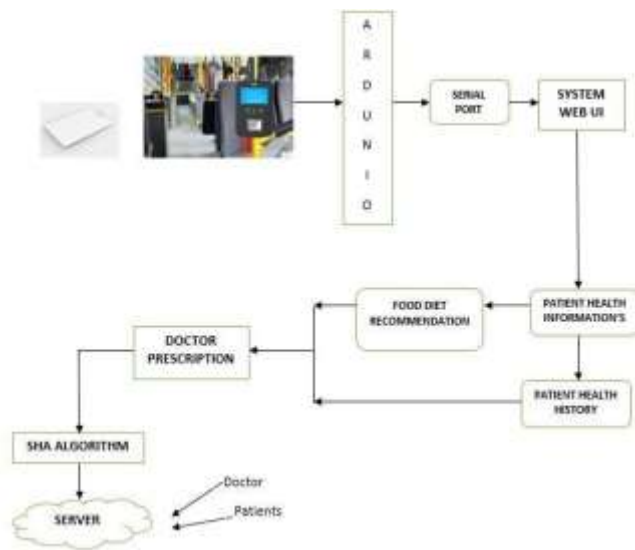 A
R
D
U
N
I
O
SERIAL
PORT
SYSTEM
WEB UI
FOOD DIET
RECOMMENDATION
PATIENT HEALTH
INFORMATION'S
DOCTOR
PRESCRIPTION
PATIENT HEALTH
HISTORY
SHA ALGORITHM
SERVER
Doctor
Patients